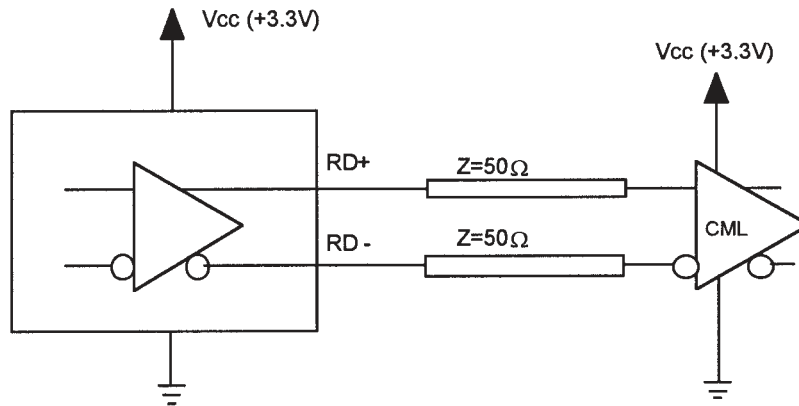 Vcc (+3.3V)
Vcc (+3.3V)
RD+
Z=50Ω
CML
RD -
Z=50Ω